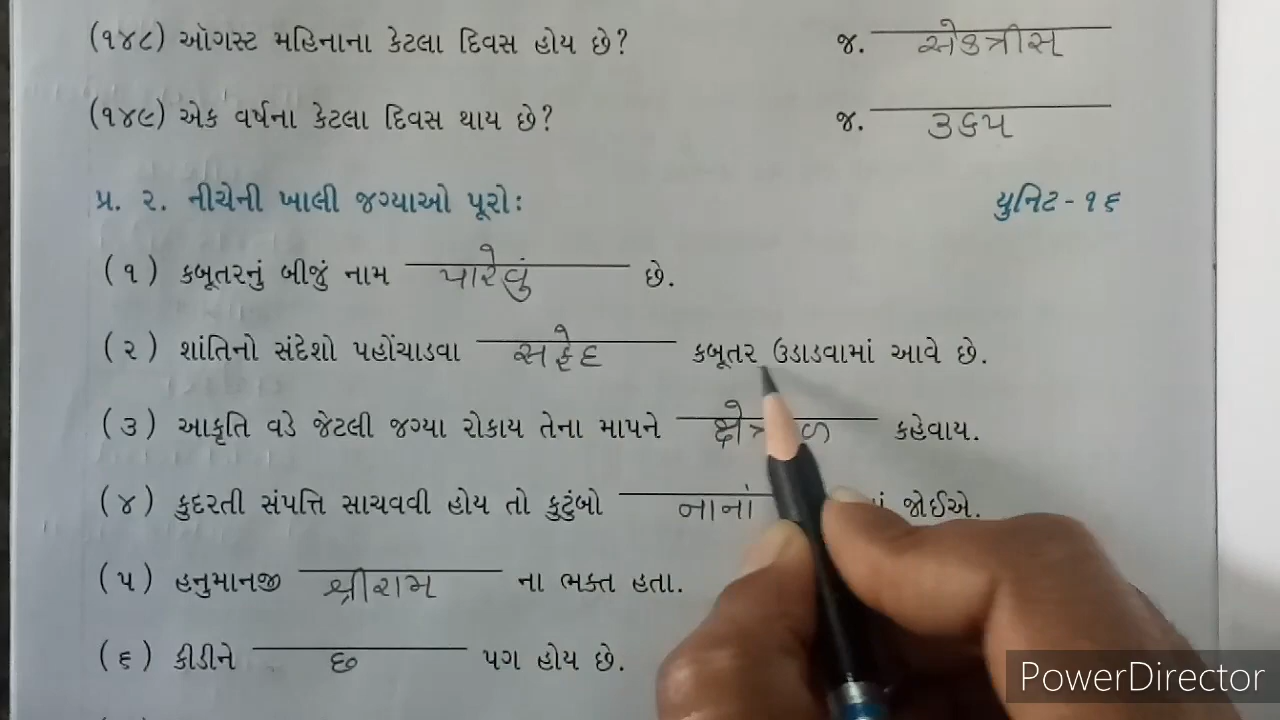 (૧૪૮) ઑગસ્ટ મહિનાના કેટલા દિવસ હોય છે? જ. એકત્રીસ
(૧૪૯) એક વર્ષના કેટલા દિવસ થાય છે? જ. ૩૬૫
પ્ર. ૨. નીચેની ખાલી જગ્યાઓ પૂરો: યુનિટ - ૧૬
(૧) કબૂતરનું બીજું નામ પારેવું છે.
(૨) શાંતિનો સંદેશો પહોંચાડવા સફેદ કબૂતર ઉડાડવામાં આવે છે.
(૩) આકૃતિ વડે જેટલી જગ્યા રોકાય તેના માપને કહેવાય.
(૪) કુદરતી સંપત્તિ સાચવવી હોય તો કુટુંબો નાનાં જોઈએ.
(૫) હનુમાનજી શ્રીરામ ના ભક્ત હતા.
(૬) કીડીને છ પગ હોય છે.
PowerDirector